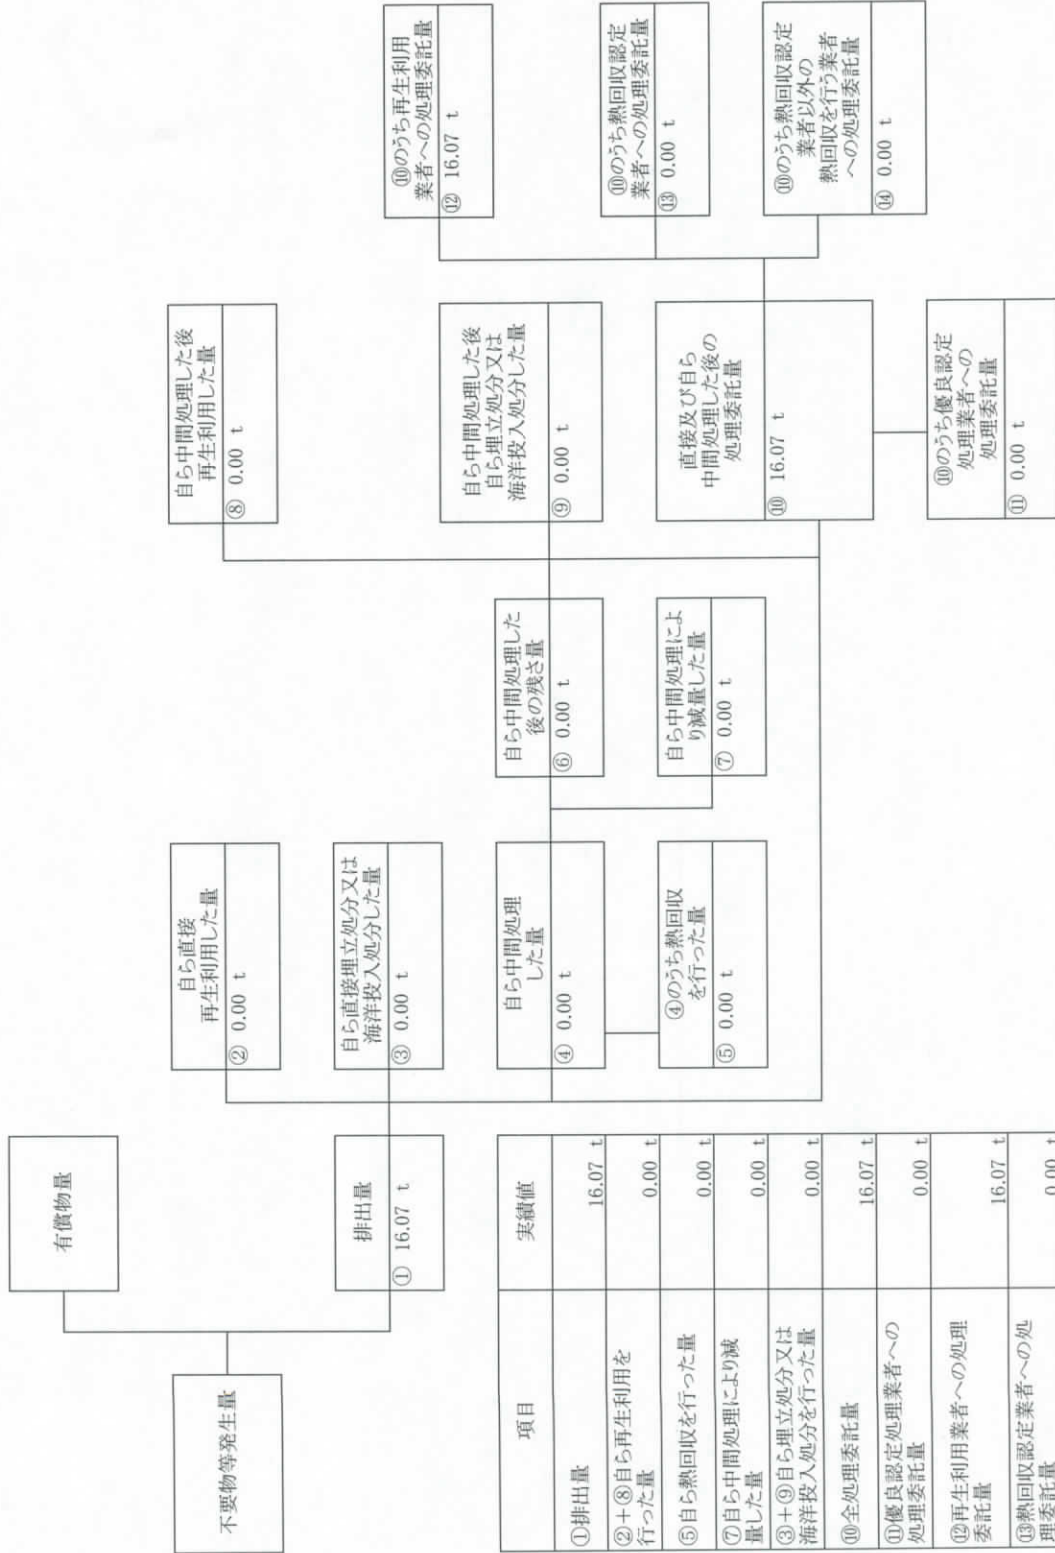 不要物等発生量
有償物量
排出量
① 16.07 t
自ら直接
再生利用した量
② 0.00 t
自ら直接埋立処分又は
海洋投入処分した量
③ 0.00 t
自ら中間処理
した量
④ 0.00 t
④のうち熱回収
を行った量
⑤ 0.00 t
自ら中間処理した
後の残さ量
⑥ 0.00 t
自ら中間処理によ
り減量した量
⑦ 0.00 t
自ら中間処理した後
再生利用した量
⑧ 0.00 t
自ら中間処理した後
自ら埋立処分又は
海洋投入処分した量
⑨ 0.00 t
直接及び自ら
中間処理した後の
処理委託量
⑩ 16.07 t
⑩のうち優良認定
処理業者への
処理委託量
⑪ 0.00 t
⑩のうち再生利用
業者への処理委託量
⑫ 16.07 t
⑩のうち熱回収認定
業者への処理委託量
⑬ 0.00 t
⑩のうち熱回収認定
業者以外の
熱回収を行う業者
への処理委託量
⑭ 0.00 t
項目 実績値
①排出量 16.07 t
②+⑧自ら再生利用を
行った量 0.00 t
⑤自ら熱回収を行った量 0.00 t
⑦自ら中間処理により減
量した量 0.00 t
③+⑨自ら埋立処分又は
海洋投入処分を行った量 0.00 t
⑩全処理委託量 16.07 t
⑪優良認定処理業者への
処理委託量 0.00 t
⑫再生利用業者への処理
委託量 16.07 t
⑬熱回収認定業者への処
理委託量 0.00 t